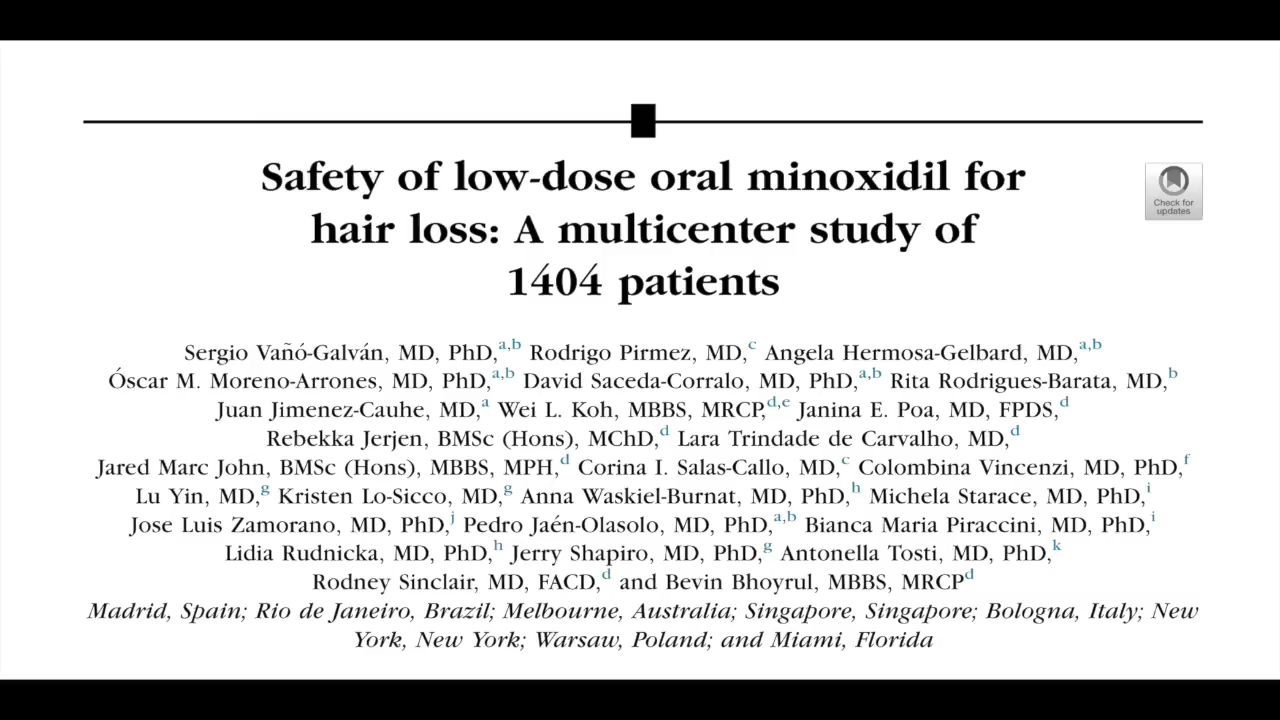 Safety of low-dose oral minoxidil for
hair loss: A multicenter study of
1404 patients
Check for
updates
Sergio Vañó-Galván, MD, PhD,a,b Rodrigo Pirmez, MD,c Angela Hermosa-Gelbard, MD,a,b
Óscar M. Moreno-Arrones, MD, PhD,a,b David Saceda-Corralo, MD, PhD,a,b Rita Rodrigues-Barata, MD,b
Juan Jimenez-Cauhe, MD,a Wei L. Koh, MBBS, MRCP,d,e Janina E. Poa, MD, FPDS,d
Rebekka Jerjen, BMSc (Hons), MChD,d Lara Trindade de Carvalho, MD,d
Jared Marc John, BMSc (Hons), MBBS, MPH,d Corina I. Salas-Callo, MD,c Colombina Vincenzi, MD, PhD,f
Lu Yin, MD,g Kristen Lo-Sicco, MD,g Anna Waskiel-Burnat, MD, PhD,h Michela Starace, MD, PhD,i
Jose Luis Zamorano, MD, PhD,j Pedro Jaén-Olasolo, MD, PhD,a,b Bianca Maria Piraccini, MD, PhD,i
Lidia Rudnicka, MD, PhD,h Jerry Shapiro, MD, PhD,g Antonella Tosti, MD, PhD,k
Rodney Sinclair, MD, FACD,d and Bevin Bhoyrul, MBBS, MRCPd
Madrid, Spain; Rio de Janeiro, Brazil; Melbourne, Australia; Singapore, Singapore; Bologna, Italy; New
York, New York; Warsaw, Poland; and Miami, Florida